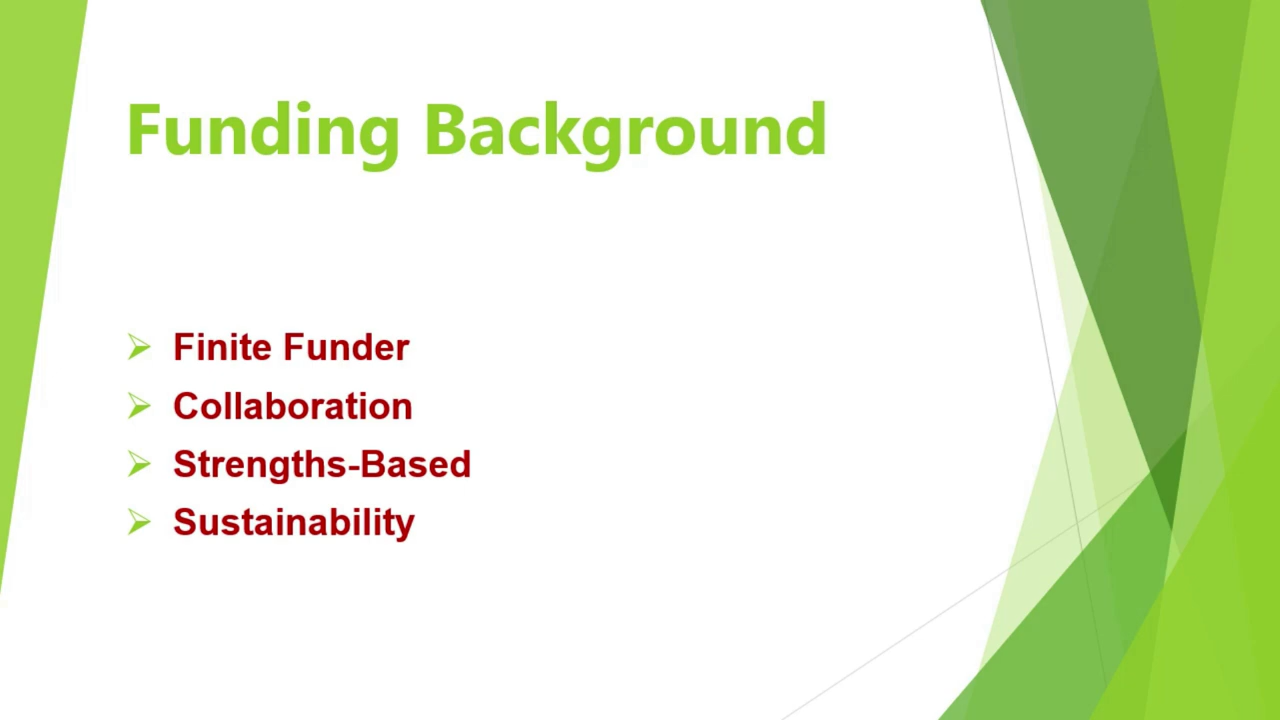 Funding Background
Finite Funder
Collaboration
Strengths-Based
Sustainability